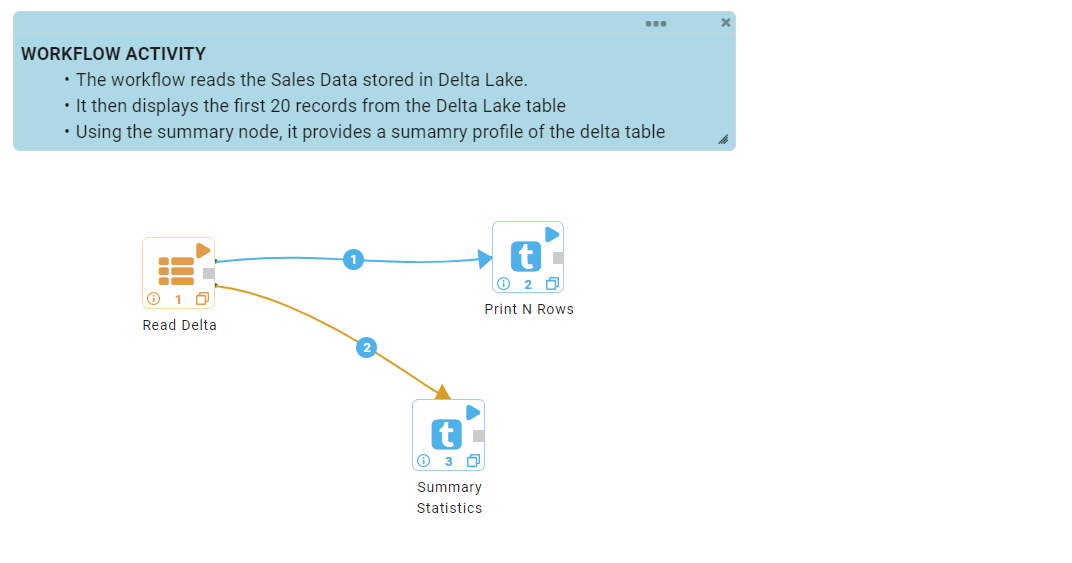 WORKFLOW ACTIVITY
• The workflow reads the Sales Data stored in Delta Lake.
• It then displays the first 20 records from the Delta Lake table
• Using the summary node, it provides a sumamry profile of the delta table
1
t
1
2
Read Delta
Print N Rows
2
t
3
Summary
Statistics